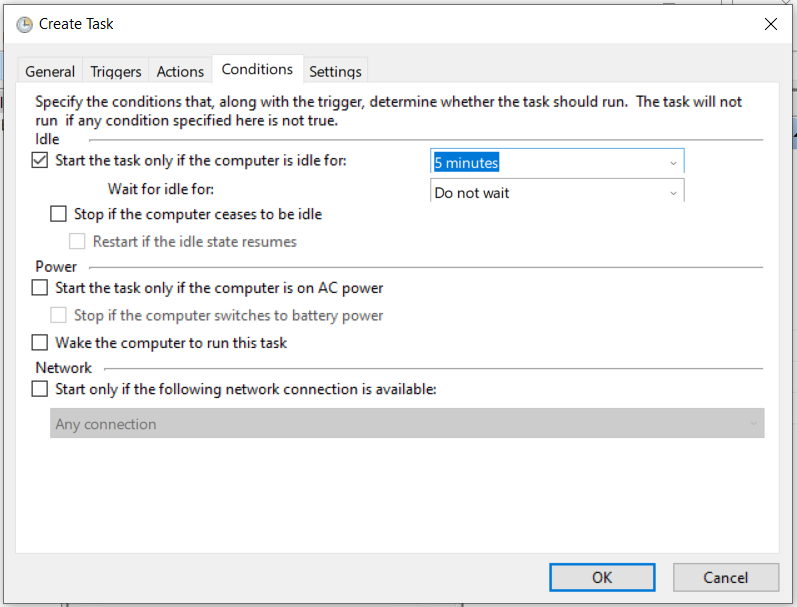 Create Task
General Triggers Actions Conditions Settings
Specify the conditions that, along with the trigger, determine whether the task should run. The task will not
run if any condition specified here is not true.
Idle
Start the task only if the computer is idle for: 5 minutes
Wait for idle for: Do not wait
Stop if the computer ceases to be idle
Restart if the idle state resumes
Power
Start the task only if the computer is on AC power
Stop if the computer switches to battery power
Wake the computer to run this task
Network
Start only if the following network connection is available:
Any connection
OK Cancel